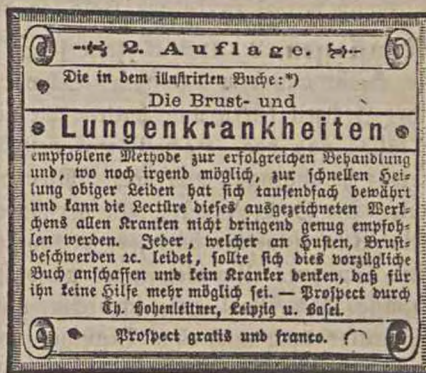 2. Auflage.
Die in dem illustrirten Buche:*)
Die Brust- und
Lungenkrankheiten
empfohlene Methode zur erfolgreichen Behandlung
und, wo noch irgend möglich, zur schnellen Hei-
lung obiger Leiden hat sich tausendfach bewährt
und kann die Lectüre dieses ausgezeichneten Werk-
chens allen Kranken nicht dringend genug empfoh-
len werden. Jeder, welcher an Husten, Brust-
beschwerden ꝛc. leidet, sollte sich dies vorzügliche
Buch anschaffen und kein Kranker denken, daß für
ihn keine Hilfe mehr möglich sei. — Prospect durch
Th. Hohenleitner, Leipzig u. Basel.
Prospect gratis und franco.